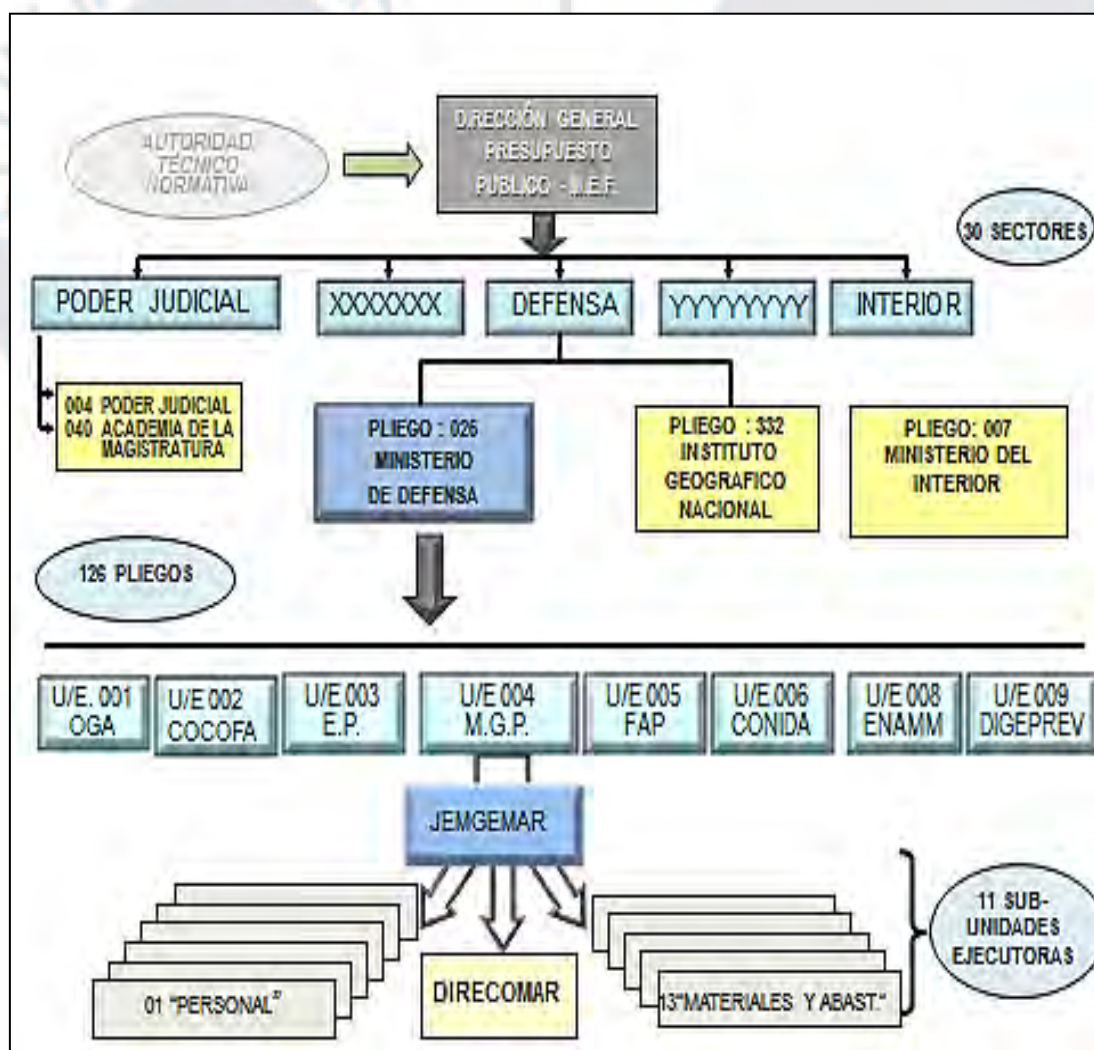 AUTORIDAD
TÉCNICO
NORMATIVA
DIRECCIÓN GENERAL
PRESUPUESTO
PUBLICO - M.E.F.
30 SECTORES
PODER JUDICIAL
XXXXXXX
DEFENSA
YYYYYYYY
INTERIOR
004 PODER JUDICIAL
040 ACADEMIA DE LA
MAGISTRATURA
PLIEGO : 026
MINISTERIO
DE DEFENSA
PLIEGO : 332
INSTITUTO
GEOGRAFICO
NACIONAL
PLIEGO: 007
MINISTERIO DEL
INTERIOR
126 PLIEGOS
U/E. 001
OGA
U/E 002
COCOFA
U/E 003
E.P.
U/E 004
M.G.P.
U/E 005
FAP
U/E 006
CONIDA
U/E 008
ENAMM
U/E 009
DIGEPREV
JEMGEMAR
01 "PERSONAL"
DIRECOMAR
13"MATERIALES Y ABAST."
11 SUB-
UNIDADES
EJECUTORAS